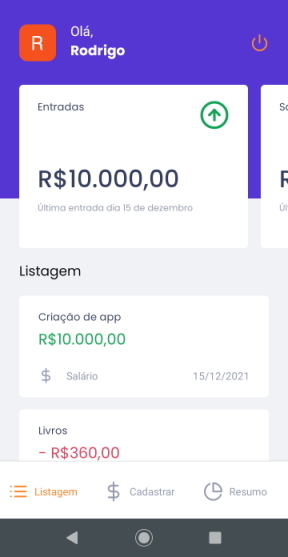 R
Olá,
Rodrigo
Entradas
R$10.000,00
Última entrada dia 15 de dezembro
Listagem
Criação de app
R$10.000,00
Salário
15/12/2021
Livros
- R$360,00
Listagem
Cadastrar
Resumo